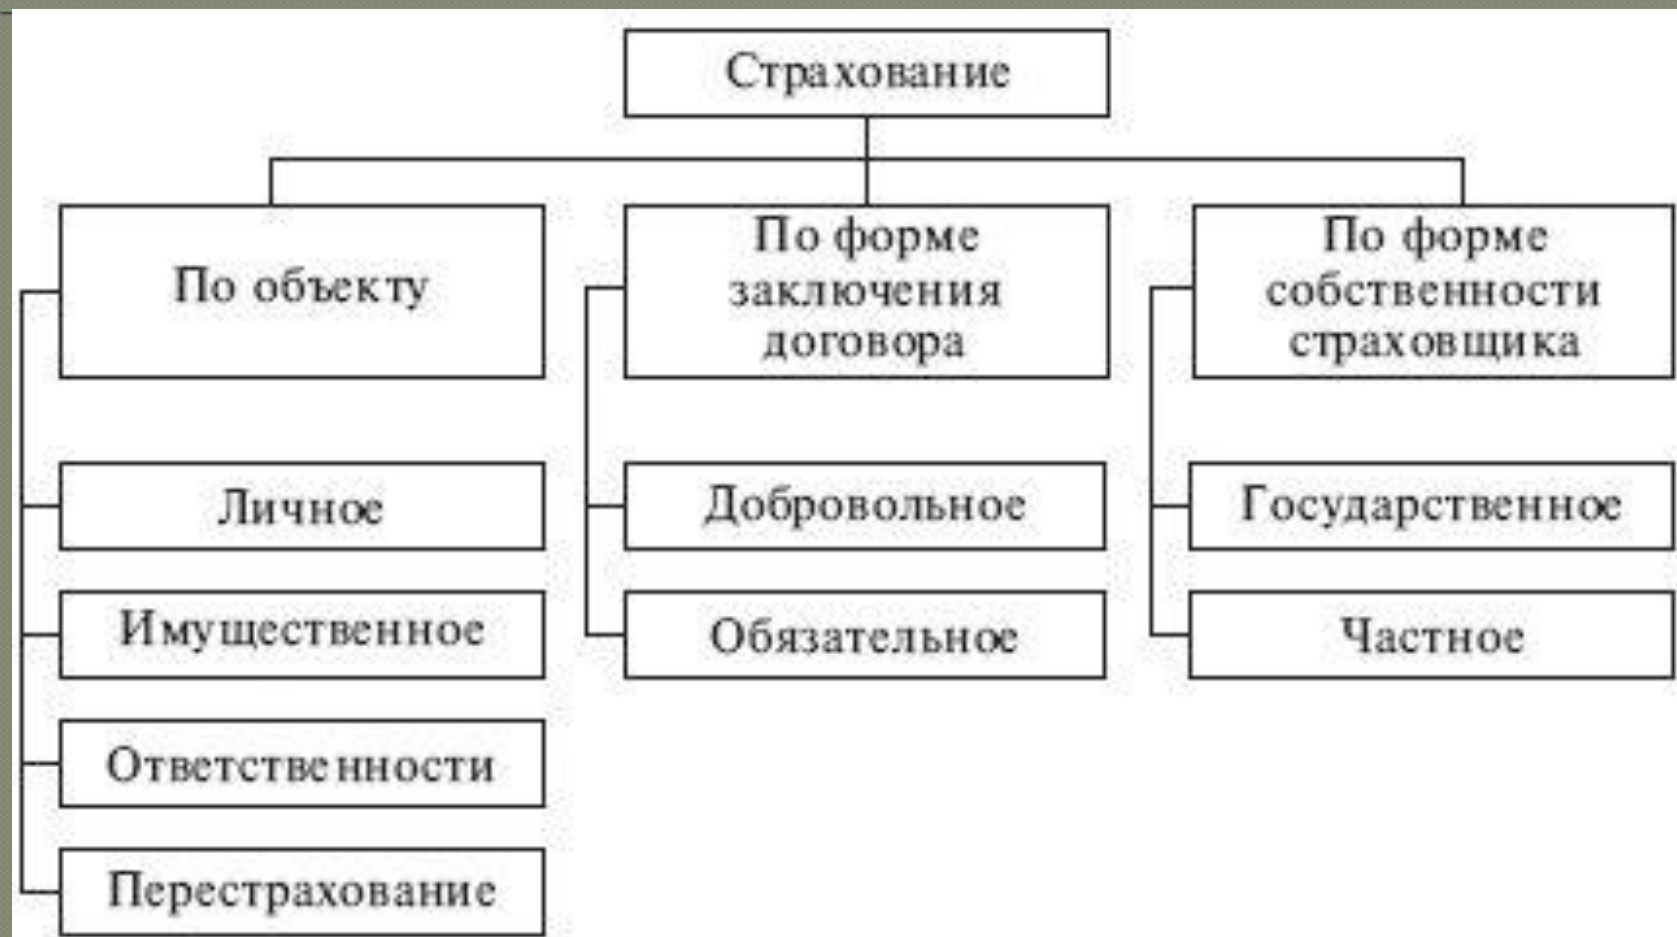 Страхование
По объекту
По форме
заключения
договора
По форме
собственности
страховщика
Личное
Добровольное
Государственное
Имущественное
Обязательное
Частное
Ответственности
Перестрахование